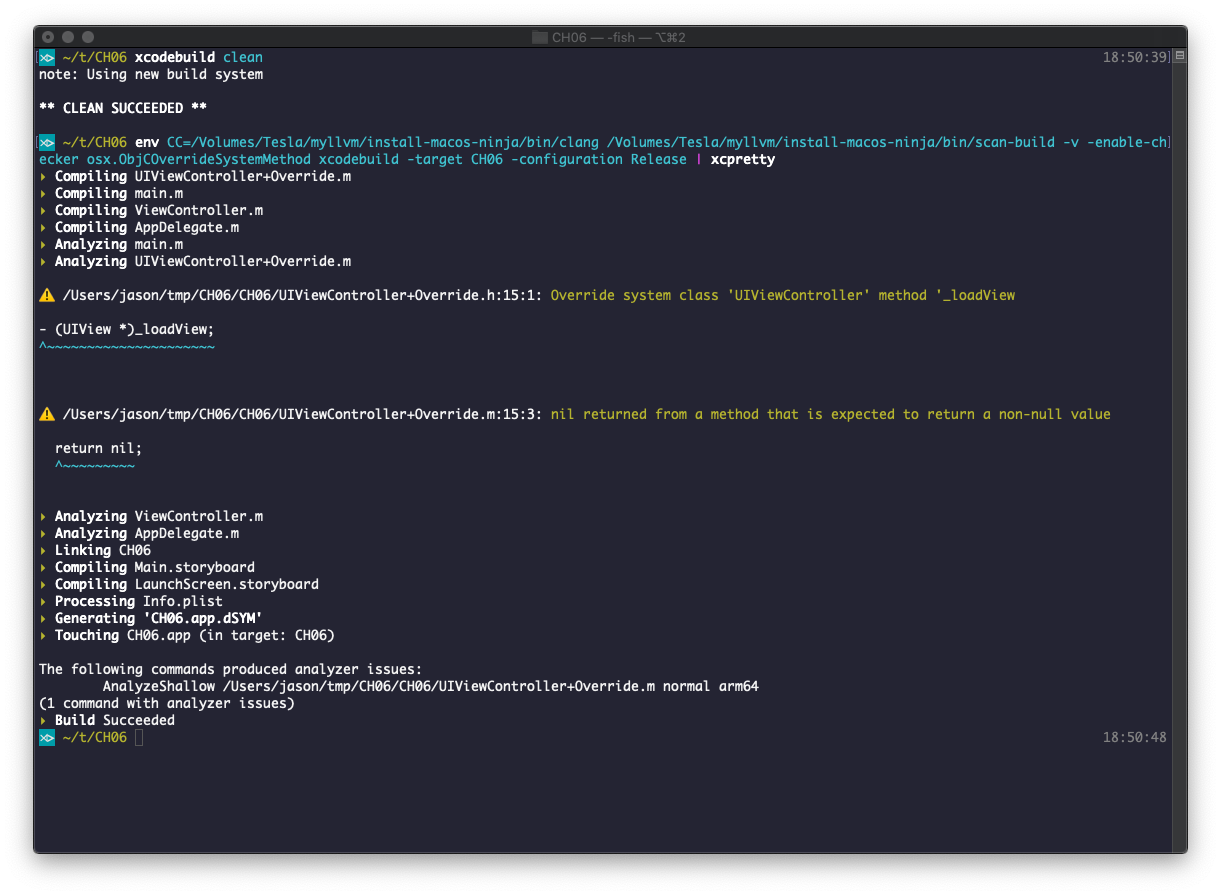 CH06 — -fish — ⌥⌘2
~/t/CH06 xcodebuild clean 18:50:39
note: Using new build system
** CLEAN SUCCEEDED **
~/t/CH06 env CC=/Volumes/Tesla/myllvm/install-macos-ninja/bin/clang /Volumes/Tesla/myllvm/install-macos-ninja/bin/scan-build -v -enable-ch
ecker osx.ObjCOverrideSystemMethod xcodebuild -target CH06 -configuration Release | xcpretty
▸ Compiling UIViewController+Override.m
▸ Compiling main.m
▸ Compiling ViewController.m
▸ Compiling AppDelegate.m
▸ Analyzing main.m
▸ Analyzing UIViewController+Override.m
⚠️ /Users/jason/tmp/CH06/CH06/UIViewController+Override.h:15:1: Override system class 'UIViewController' method '_loadView
- (UIView *)_loadView;
^~~~~~~~~~~~~~~~~~~~~~
⚠️ /Users/jason/tmp/CH06/CH06/UIViewController+Override.m:15:3: nil returned from a method that is expected to return a non-null value
return nil;
^~~~~~~~~~
▸ Analyzing ViewController.m
▸ Analyzing AppDelegate.m
▸ Linking CH06
▸ Compiling Main.storyboard
▸ Compiling LaunchScreen.storyboard
▸ Processing Info.plist
▸ Generating 'CH06.app.dSYM'
▸ Touching CH06.app (in target: CH06)
The following commands produced analyzer issues:
AnalyzeShallow /Users/jason/tmp/CH06/CH06/UIViewController+Override.m normal arm64
(1 command with analyzer issues)
▸ Build Succeeded
~/t/CH06 18:50:48